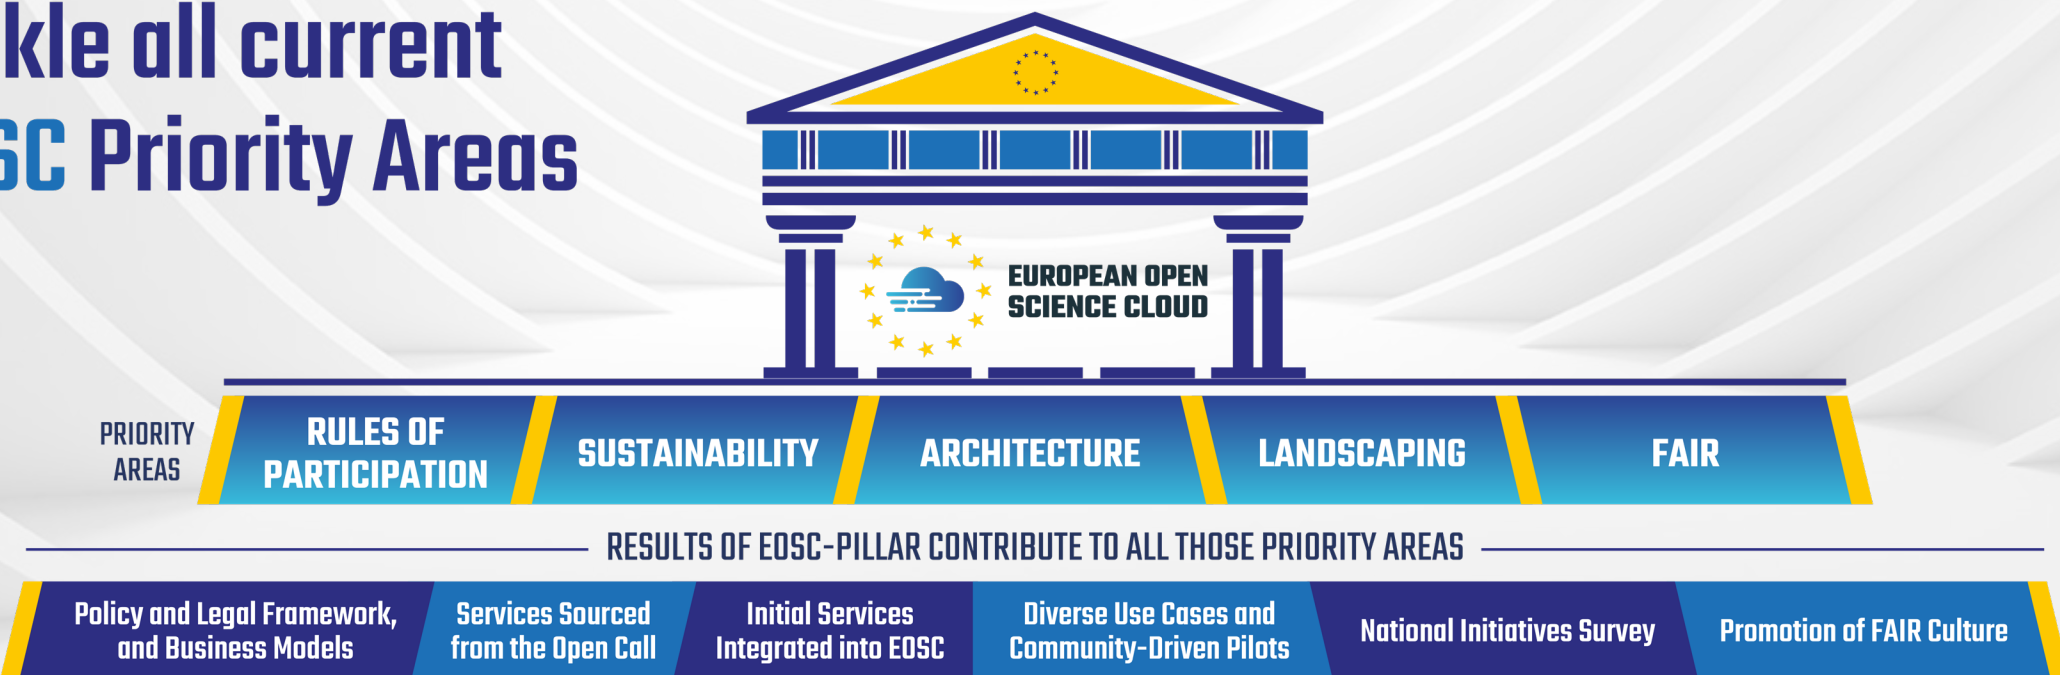 kle all current
SC Priority Areas
EUROPEAN OPEN
SCIENCE CLOUD
PRIORITY
AREAS
RULES OF
PARTICIPATION
SUSTAINABILITY
ARCHITECTURE
LANDSCAPING
FAIR
RESULTS OF EOSC-PILLAR CONTRIBUTE TO ALL THOSE PRIORITY AREAS
Policy and Legal Framework,
and Business Models
Services Sourced
from the Open Call
Initial Services
Integrated into EOSC
Diverse Use Cases and
Community-Driven Pilots
National Initiatives Survey
Promotion of FAIR Culture